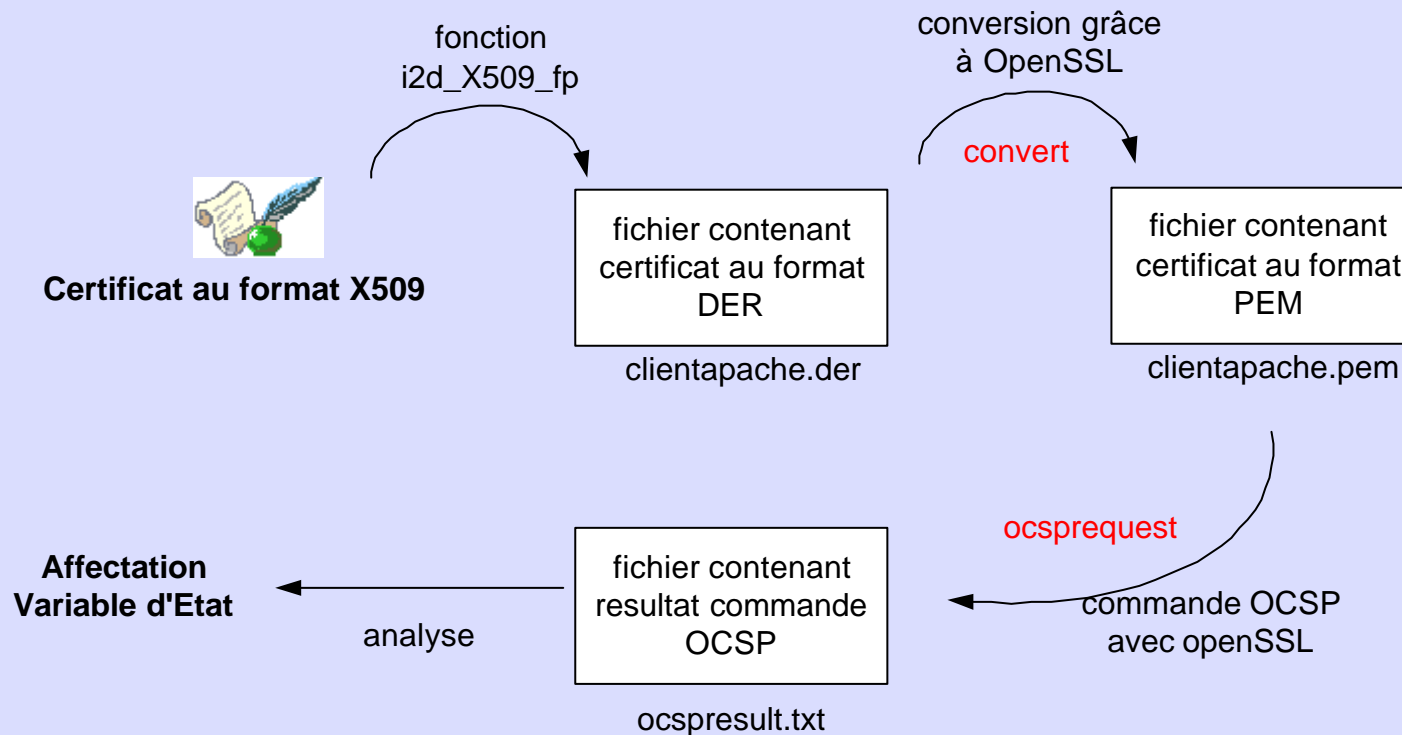 fonction
i2d_X509_fp
conversion grâce
à OpenSSL
convert
Certificat au format X509
fichier contenant
certificat au format
DER
clientapache.der
fichier contenant
certificat au format
PEM
clientapache.pem
ocsprequest
commande OCSP
avec openSSL
fichier contenant
resultat commande
OCSP
ocspresult.txt
analyse
Affectation
Variable d'Etat